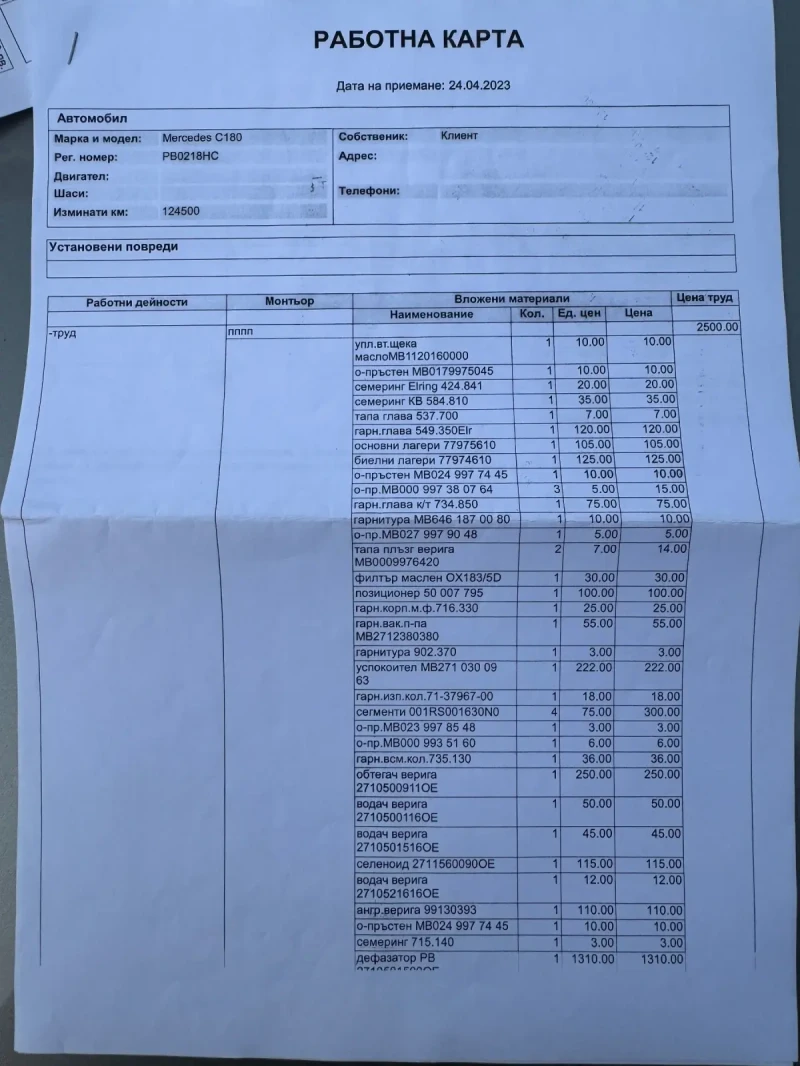 РАБОТНА КАРТА
Дата на приемане: 24.04.2023
Автомобил
Марка и модел: Mercedes C180 Собственик: Клиент
Рег. номер: PB0218HC Адрес:
Двигател:
Шаси: Телефони:
Изминати км: 124500
Установени повреди
Работни дейности Монтьор Вложени материали Цена труд
Наименование Кол. Ед. цен Цена
-труд пппп 2500.00
упл.вт.щека 1 10.00 10.00
маслоMB1120160000
о-пръстен MB0179975045 1 10.00 10.00
семеринг Elring 424.841 1 20.00 20.00
семеринг КВ 584.810 1 35.00 35.00
тапа глава 537.700 1 7.00 7.00
гарн.глава 549.350Elr 1 120.00 120.00
основни лагери 77975610 1 105.00 105.00
биелни лагери 77974610 1 125.00 125.00
о-пръстен MB024 997 74 45 1 10.00 10.00
о-пр.MB000 997 38 07 64 3 5.00 15.00
гарн.глава к/т 734.850 1 75.00 75.00
гарнитура MB646 187 00 80 1 10.00 10.00
о-пр.MB027 997 90 48 1 5.00 5.00
тапа плъзг верига 2 7.00 14.00
MB0009976420
филтър маслен OX183/5D 1 30.00 30.00
позиционер 50 007 795 1 100.00 100.00
гарн.корп.м.ф.716.330 1 25.00 25.00
гарн.вак.п-па 1 55.00 55.00
MB2712380380
гарнитура 902.370 1 3.00 3.00
успокоител MB271 030 09 1 222.00 222.00
63
гарн.изп.кол.71-37967-00 1 18.00 18.00
сегменти 001RS001630N0 4 75.00 300.00
о-пр.MB023 997 85 48 1 3.00 3.00
о-пр.MB000 993 51 60 1 6.00 6.00
гарн.всм.кол.735.130 1 36.00 36.00
обтегач верига 1 250.00 250.00
2710500911OE
водач верига 1 50.00 50.00
2710500116OE
водач верига 1 45.00 45.00
2710501516OE
селеноид 2711560090OE 1 115.00 115.00
водач верига 1 12.00 12.00
2710521616OE
ангр.верига 99130393 1 110.00 110.00
о-пръстен MB024 997 74 45 1 10.00 10.00
семеринг 715.140 1 3.00 3.00
дефазатор РВ 1 1310.00 1310.00